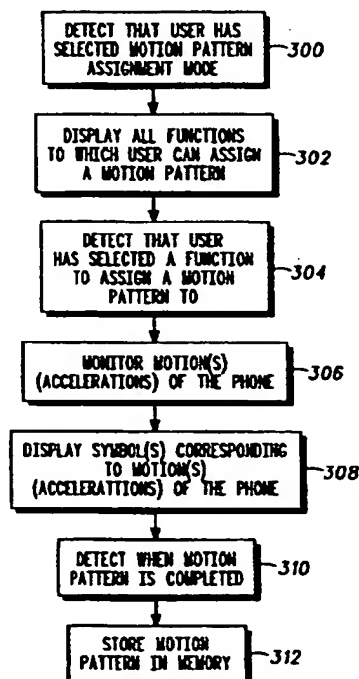 DETECT THAT USER HAS
SELECTED MOTION PATTERN
ASSIGNMENT MODE
300
DISPLAY ALL FUNCTIONS
TO WHICH USER CAN ASSIGN
A MOTION PATTERN
302
DETECT THAT USER
HAS SELECTED A FUNCTION
TO ASSIGN A MOTION
PATTERN TO
304
MONITOR MOTION(S)
(ACCELERATIONS) OF THE PHONE
306
DISPLAY SYMBOL(S) CORRESPONDING
TO MOTION(S)
(ACCELERATTIONS) OF THE PHONE
308
DETECT WHEN MOTION
PATTERN IS COMPLETED
310
STORE MOTION
PATTERN IN MEMORY
312